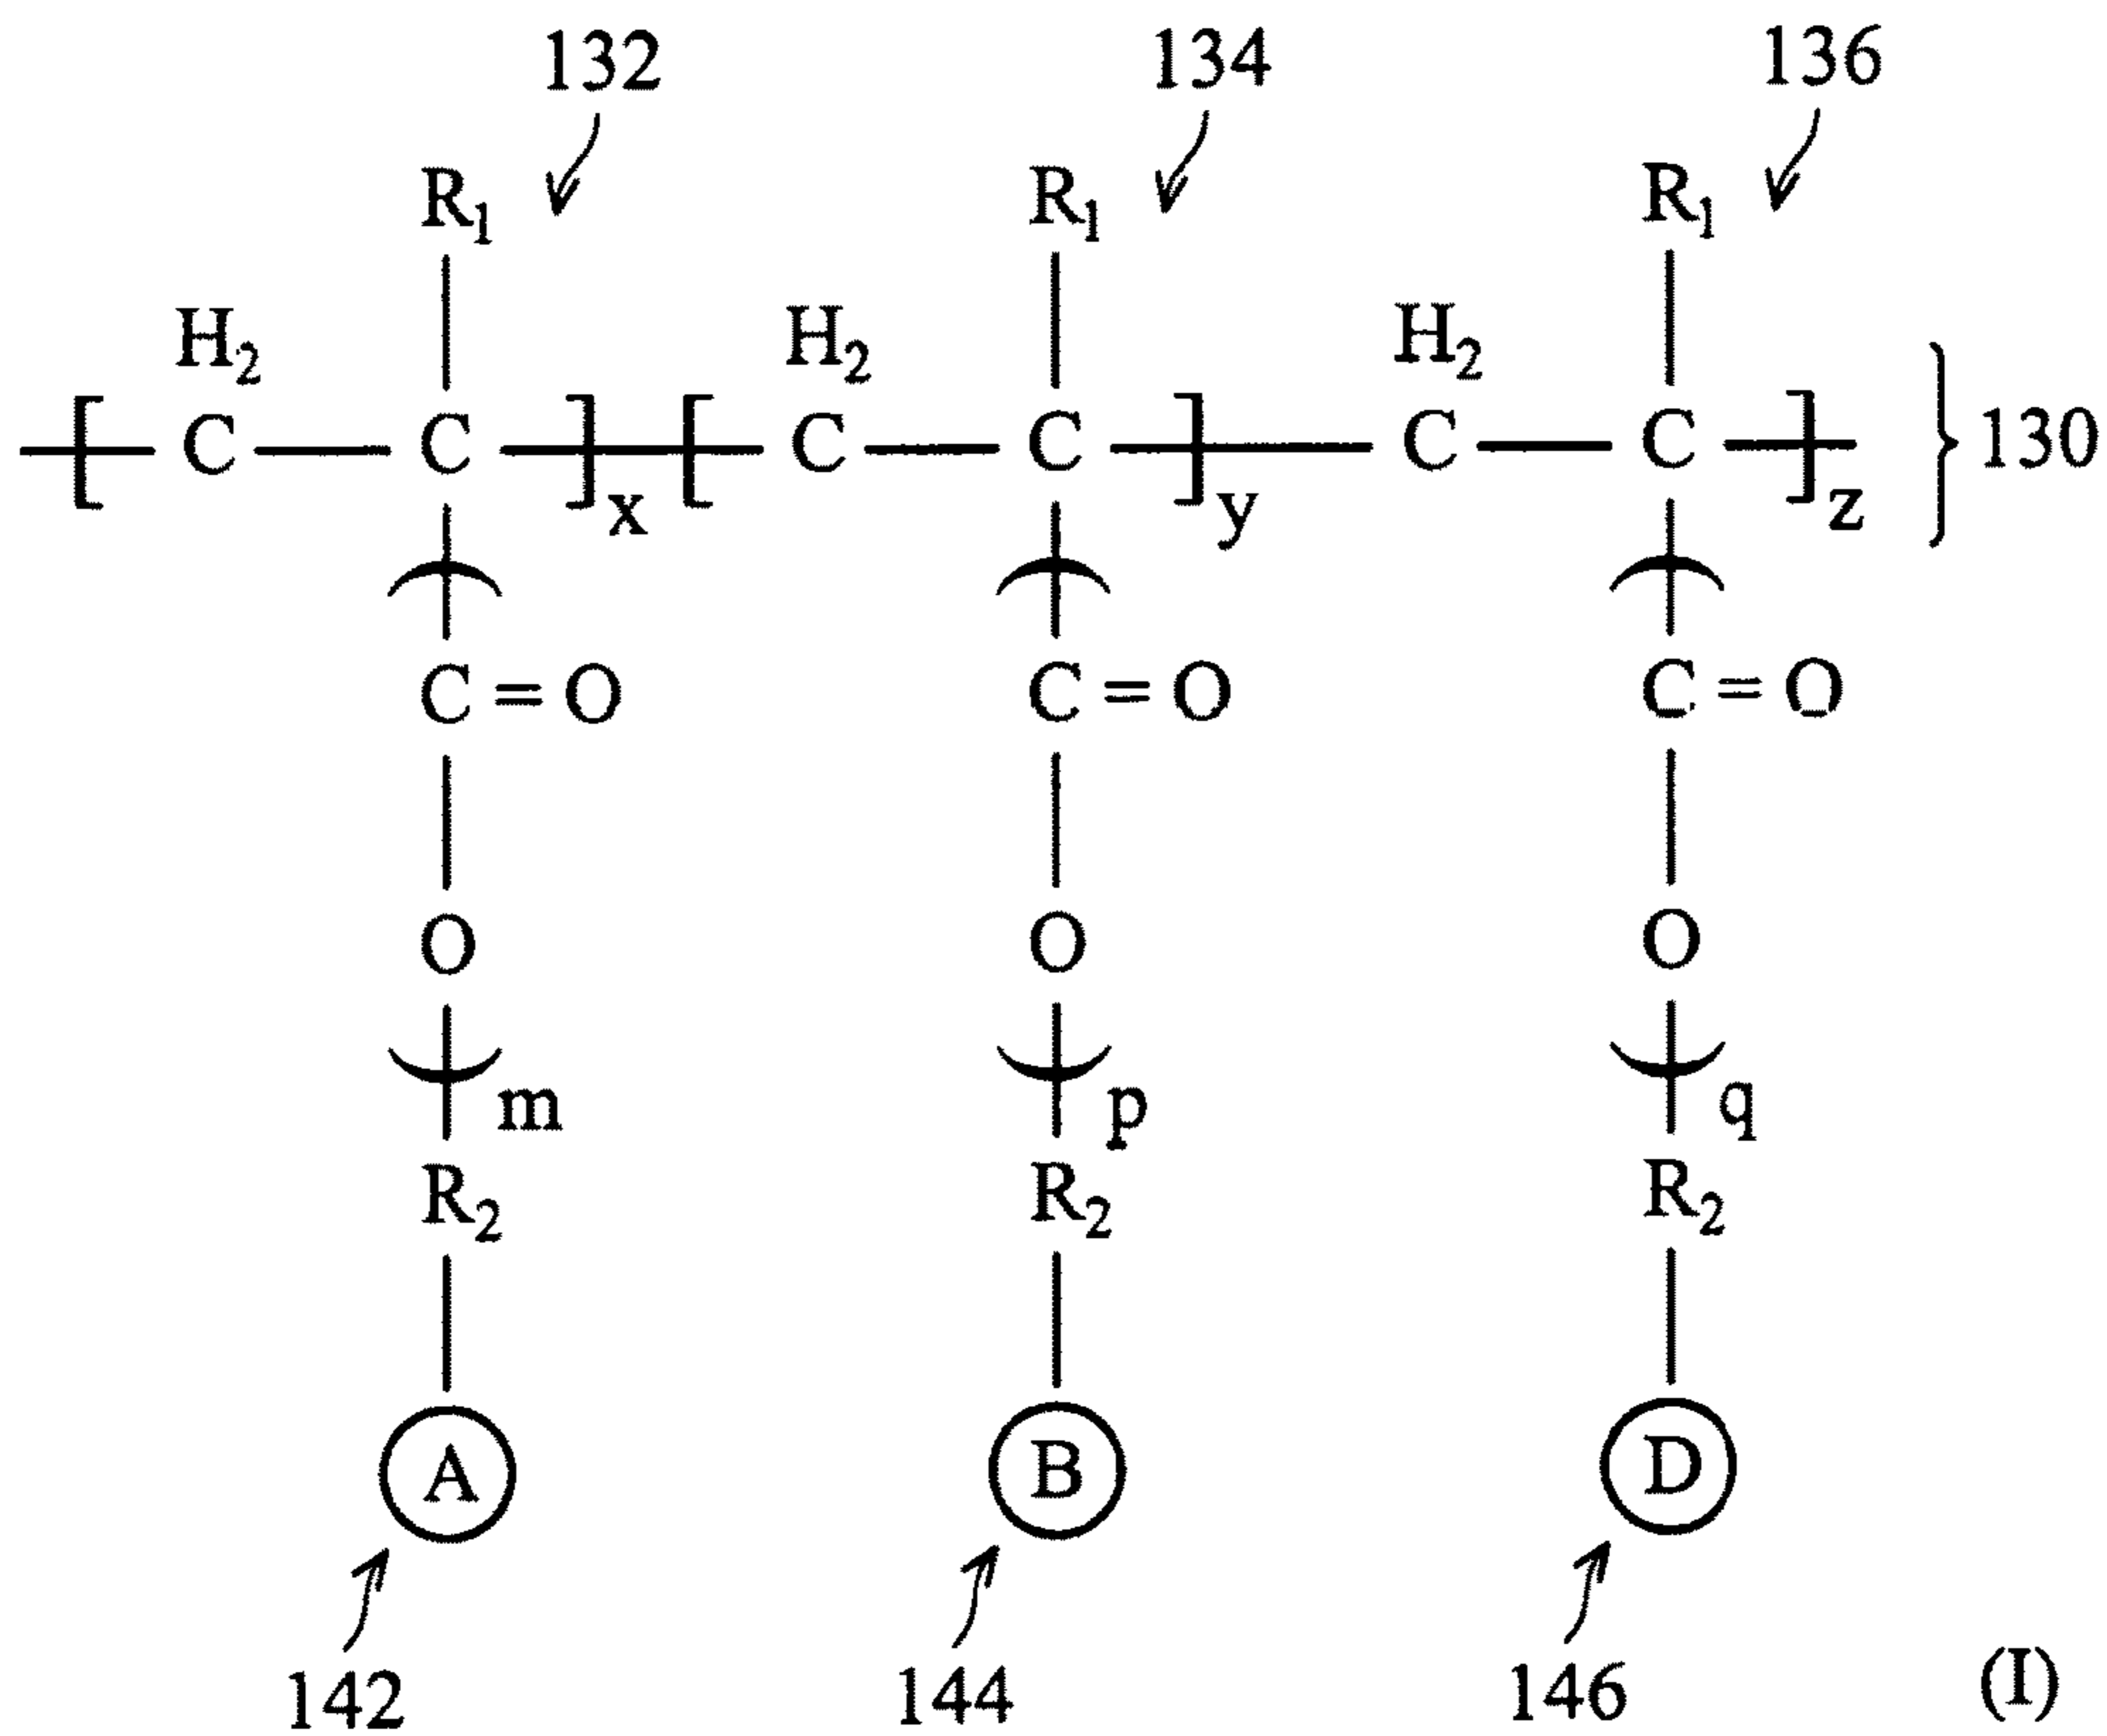 132 134 136
R1 R1 R1
H2 H2 H2
[ C — C ]x [ C — C ]y C — C ]z } 130
C = O C = O C = O
O O O
m p q
R2 R2 R2
A B D
142 144 146 (I)